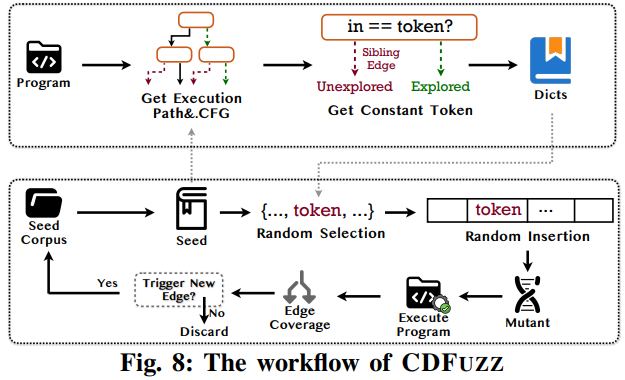 Program
Get Execution
Path&.CFG
in == token?
Sibling
Edge
Unexplored
Explored
Get Constant Token
Dicts
Seed
Corpus
Seed
{..., token, ...}
Random Selection
token
...
Random Insertion
Mutant
Execute
Program
Edge
Coverage
Trigger New
Edge?
Yes
No
Discard
Fig. 8: The workflow of CDFUZZ